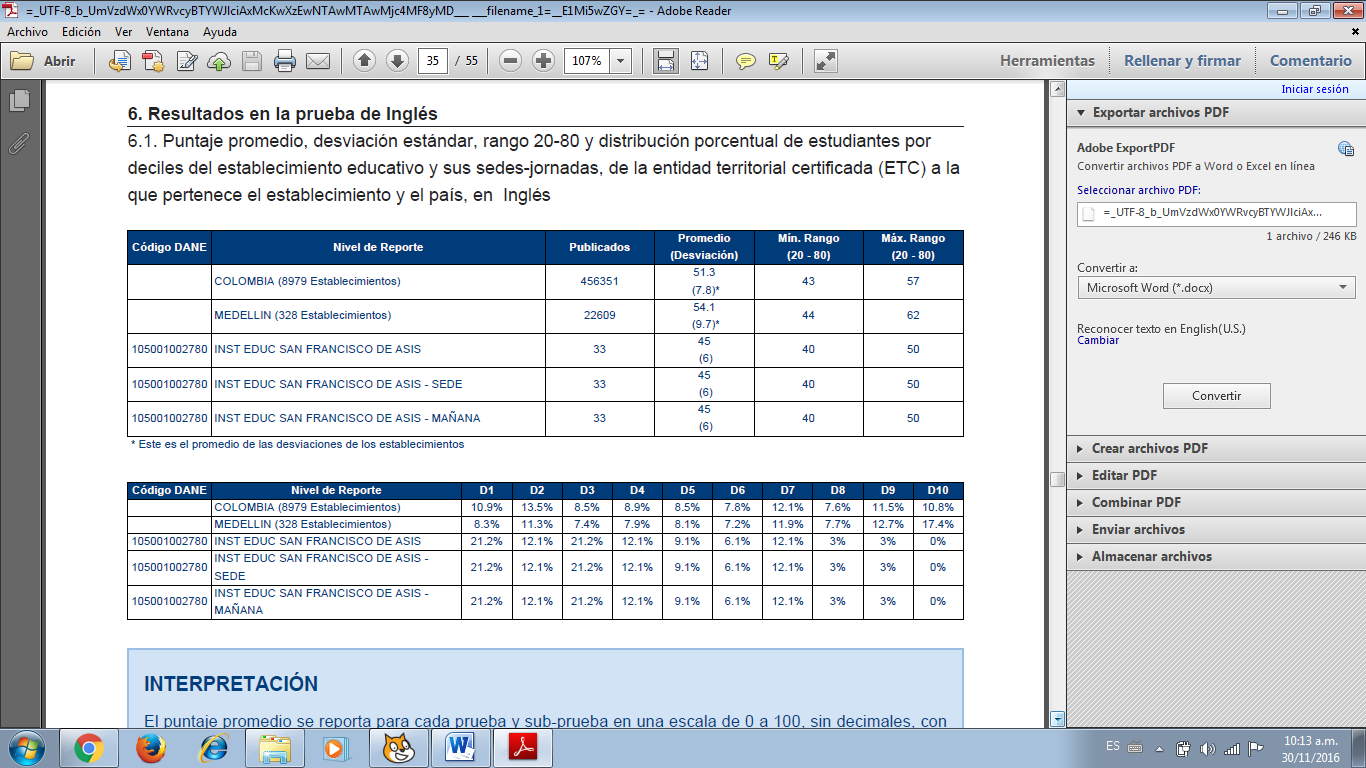 =_UTF-8_b_UmVzdWx0YWRvcyBTYWJlciAxMcKwXzEwNTAwMTAwMjc4MF8yMD___ ___filename_1=__E1Mi5wZGY=_= - Adobe Reader
Archivo Edición Ver Ventana Ayuda
Abrir 35 / 55 107% Herramientas Rellenar y firmar Comentario
Iniciar sesión
6. Resultados en la prueba de Inglés
6.1. Puntaje promedio, desviación estándar, rango 20-80 y distribución porcentual de estudiantes por
deciles del establecimiento educativo y sus sedes-jornadas, de la entidad territorial certificada (ETC) a la
que pertenece el establecimiento y el país, en Inglés
Código DANE Nivel de Reporte Publicados Promedio (Desviación) Mín. Rango (20 - 80) Máx. Rango (20 - 80)
COLOMBIA (8979 Establecimientos) 456351 51.3 (7.8)* 43 57
MEDELLIN (328 Establecimientos) 22609 54.1 (9.7)* 44 62
105001002780 INST EDUC SAN FRANCISCO DE ASIS 33 45 (6) 40 50
105001002780 INST EDUC SAN FRANCISCO DE ASIS - SEDE 33 45 (6) 40 50
105001002780 INST EDUC SAN FRANCISCO DE ASIS - MAÑANA 33 45 (6) 40 50
* Este es el promedio de las desviaciones de los establecimientos
Código DANE Nivel de Reporte D1 D2 D3 D4 D5 D6 D7 D8 D9 D10
COLOMBIA (8979 Establecimientos) 10.9% 13.5% 8.5% 8.9% 8.5% 7.8% 12.1% 7.6% 11.5% 10.8%
MEDELLIN (328 Establecimientos) 8.3% 11.3% 7.4% 7.9% 8.1% 7.2% 11.9% 7.7% 12.7% 17.4%
105001002780 INST EDUC SAN FRANCISCO DE ASIS 21.2% 12.1% 21.2% 12.1% 9.1% 6.1% 12.1% 3% 3% 0%
105001002780 INST EDUC SAN FRANCISCO DE ASIS - SEDE 21.2% 12.1% 21.2% 12.1% 9.1% 6.1% 12.1% 3% 3% 0%
105001002780 INST EDUC SAN FRANCISCO DE ASIS - MAÑANA 21.2% 12.1% 21.2% 12.1% 9.1% 6.1% 12.1% 3% 3% 0%
INTERPRETACIÓN
El puntaje promedio se reporta para cada prueba y sub-prueba en una escala de 0 a 100, sin decimales, con
Exportar archivos PDF
Adobe ExportPDF
Convertir archivos PDF a Word o Excel en línea
Seleccionar archivo PDF:
=_UTF-8_b_UmVzdWx0YWRvcyBTYWJlciAx...
1 archivo / 246 KB
Convertir a:
Microsoft Word (*.docx)
Reconocer texto en English(U.S.)
Cambiar
Convertir
Crear archivos PDF
Editar PDF
Combinar PDF
Enviar archivos
Almacenar archivos
ES
10:13 a.m.
30/11/2016